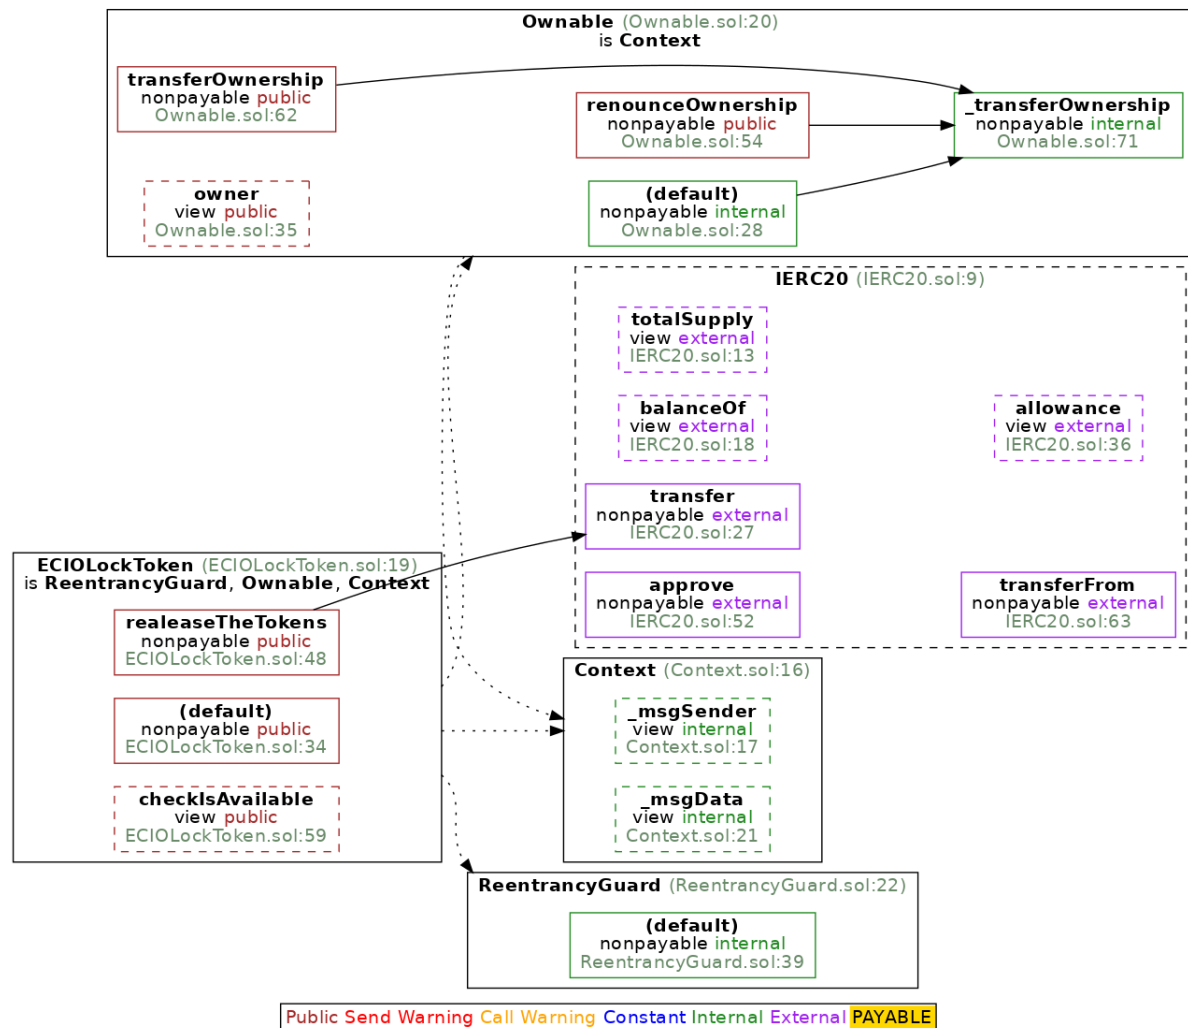 Ownable (Ownable.sol:20)
is Context
transferOwnership
nonpayable public
Ownable.sol:62
renounceOwnership
nonpayable public
Ownable.sol:54
_transferOwnership
nonpayable internal
Ownable.sol:71
owner
view public
Ownable.sol:35
(default)
nonpayable internal
Ownable.sol:28
IERC20 (IERC20.sol:9)
totalSupply
view external
IERC20.sol:13
balanceOf
view external
IERC20.sol:18
allowance
view external
IERC20.sol:36
transfer
nonpayable external
IERC20.sol:27
approve
nonpayable external
IERC20.sol:52
transferFrom
nonpayable external
IERC20.sol:63
ECIOLockToken (ECIOLockToken.sol:19)
is ReentrancyGuard, Ownable, Context
realeaseTheTokens
nonpayable public
ECIOLockToken.sol:48
(default)
nonpayable public
ECIOLockToken.sol:34
checkIsAvailable
view public
ECIOLockToken.sol:59
Context (Context.sol:16)
_msgSender
view internal
Context.sol:17
_msgData
view internal
Context.sol:21
ReentrancyGuard (ReentrancyGuard.sol:22)
(default)
nonpayable internal
ReentrancyGuard.sol:39
Public Send Warning Call Warning Constant Internal External PAYABLE